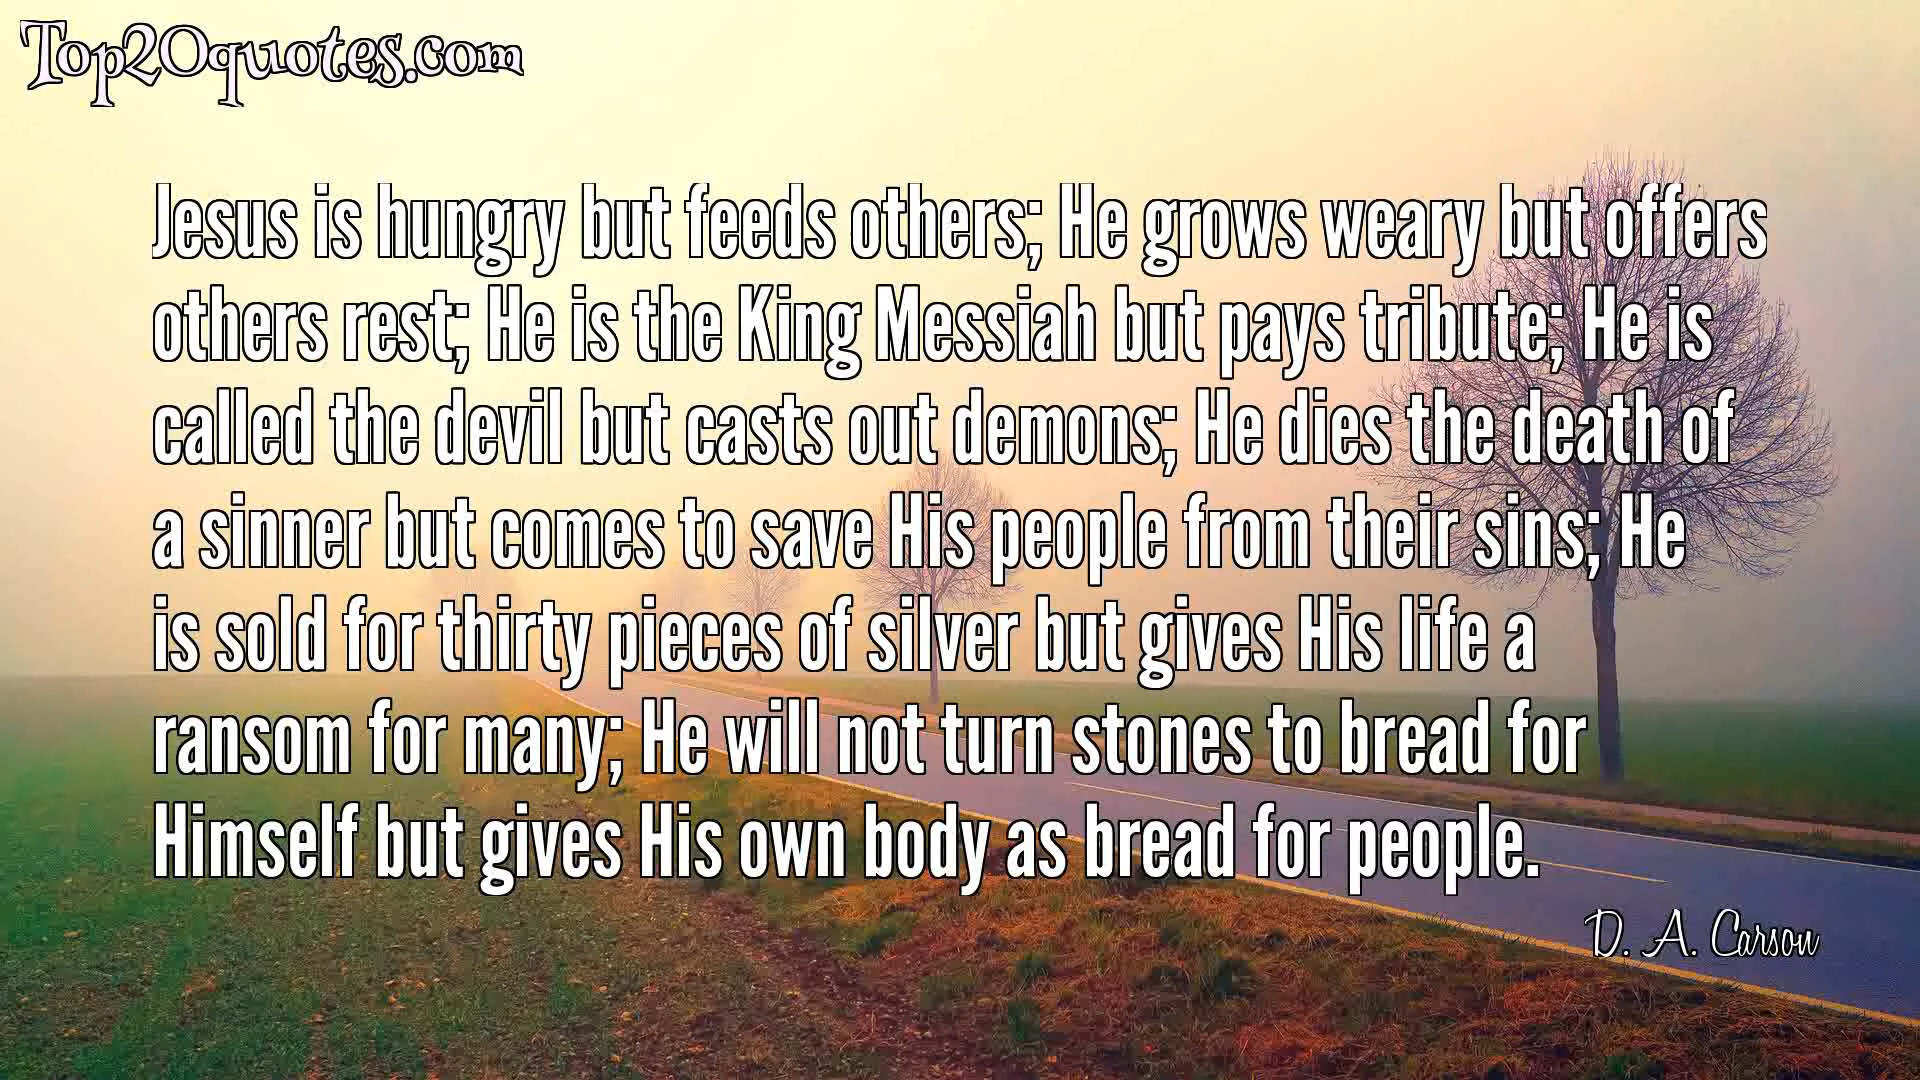 Top20quotes.com
Jesus is hungry but feeds others; He grows weary but offers
others rest; He is the King Messiah but pays tribute; He is
called the devil but casts out demons; He dies the death of
a sinner but comes to save His people from their sins; He
is sold for thirty pieces of silver but gives His life a
ransom for many; He will not turn stones to bread for
Himself but gives His own body as bread for people.
D. A. Carson